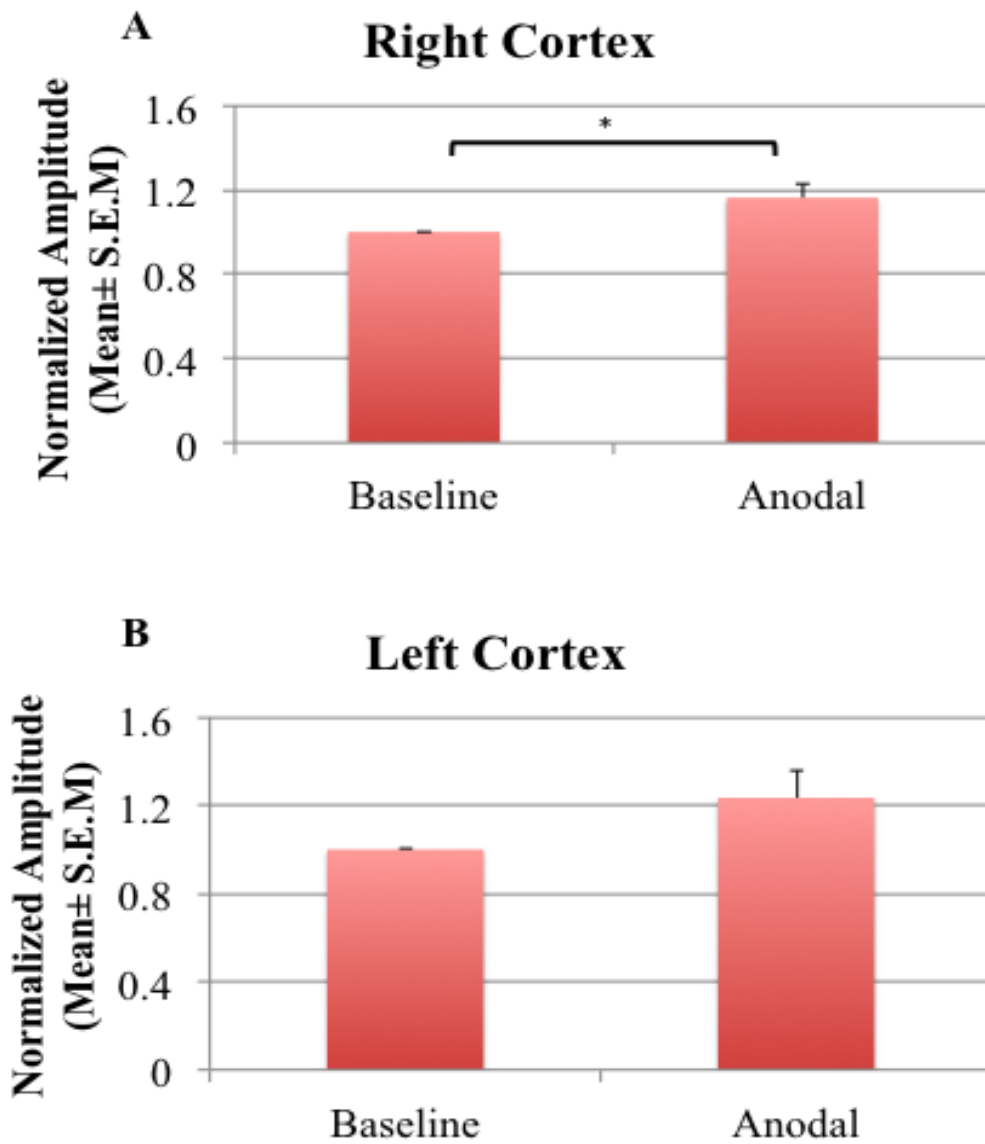 A
Right Cortex
Normalized Amplitude
(Mean± S.E.M)
1.6
1.2
0.8
0.4
0
*
Baseline Anodal
B
Left Cortex
Normalized Amplitude
(Mean± S.E.M)
1.6
1.2
0.8
0.4
0
Baseline Anodal